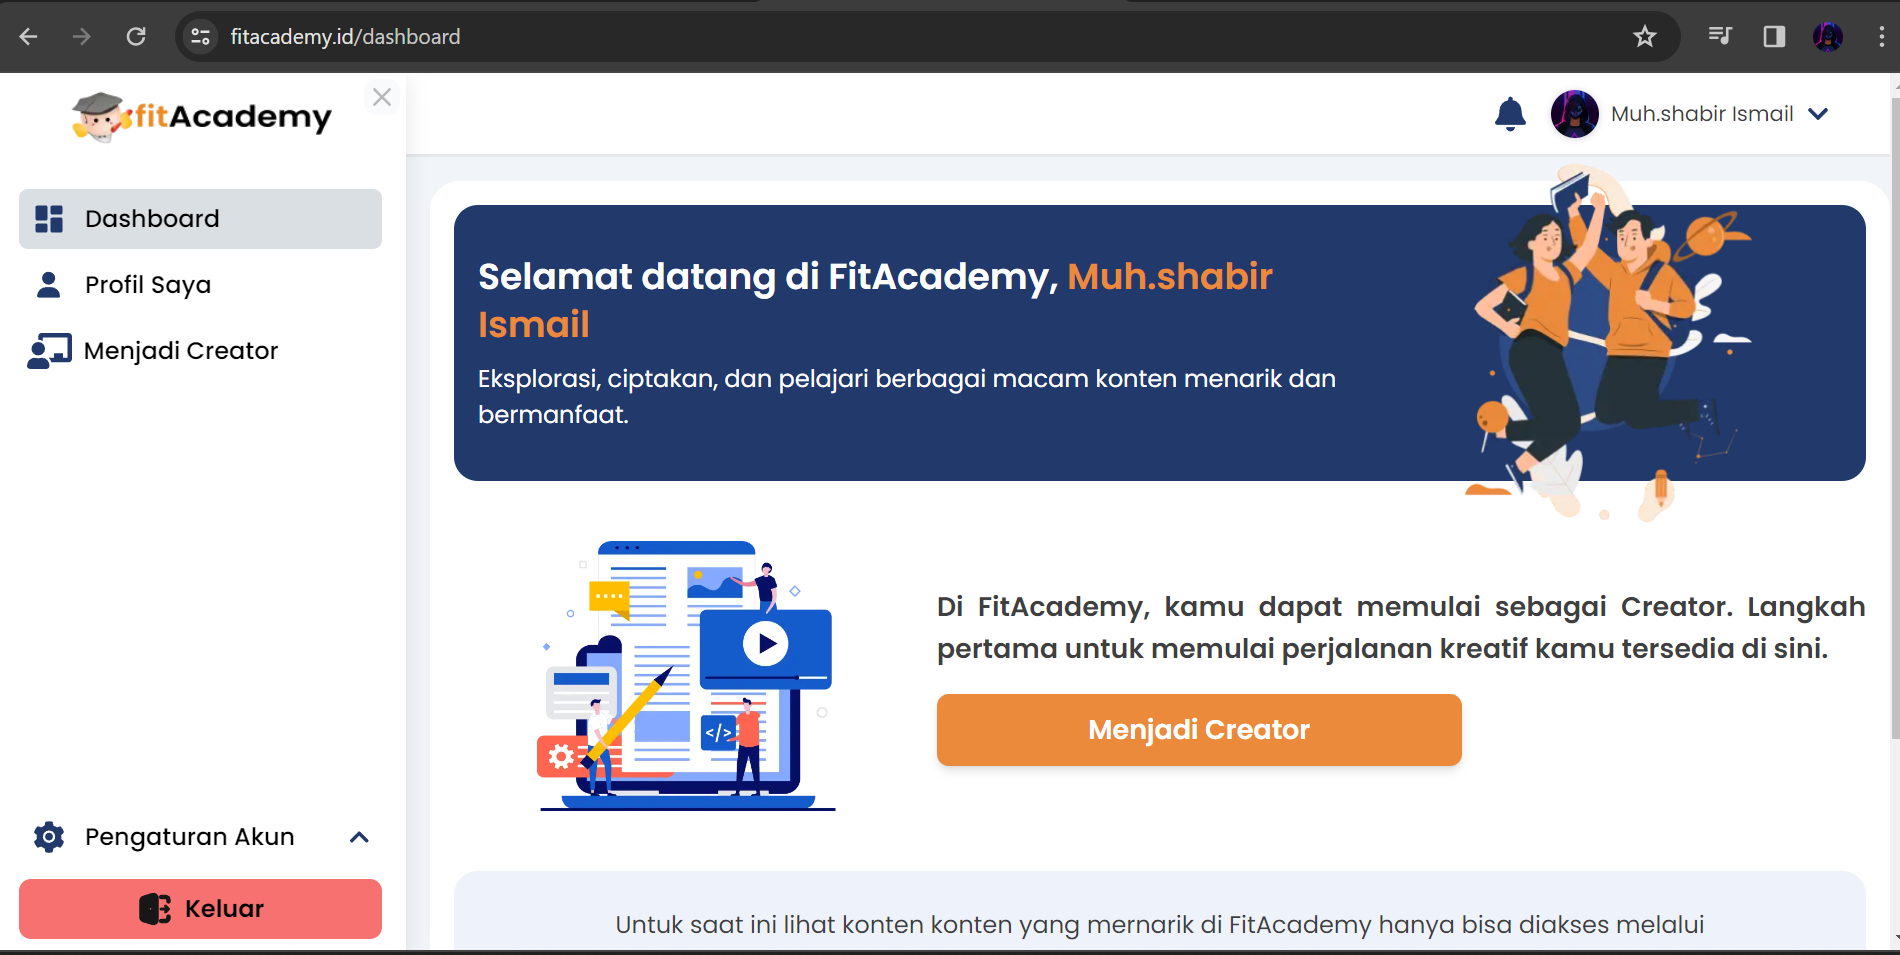 fitacademy.id/dashboard
fitAcademy
Muh.shabir Ismail
Dashboard
Profil Saya
Menjadi Creator
Selamat datang di FitAcademy, Muh.shabir
Ismail
Eksplorasi, ciptakan, dan pelajari berbagai macam konten menarik dan
bermanfaat.
</>
Di FitAcademy, kamu dapat memulai sebagai Creator. Langkah
pertama untuk memulai perjalanan kreatif kamu tersedia di sini.
Menjadi Creator
Pengaturan Akun
Keluar
Untuk saat ini lihat konten konten yang mernarik di FitAcademy hanya bisa diakses melalui